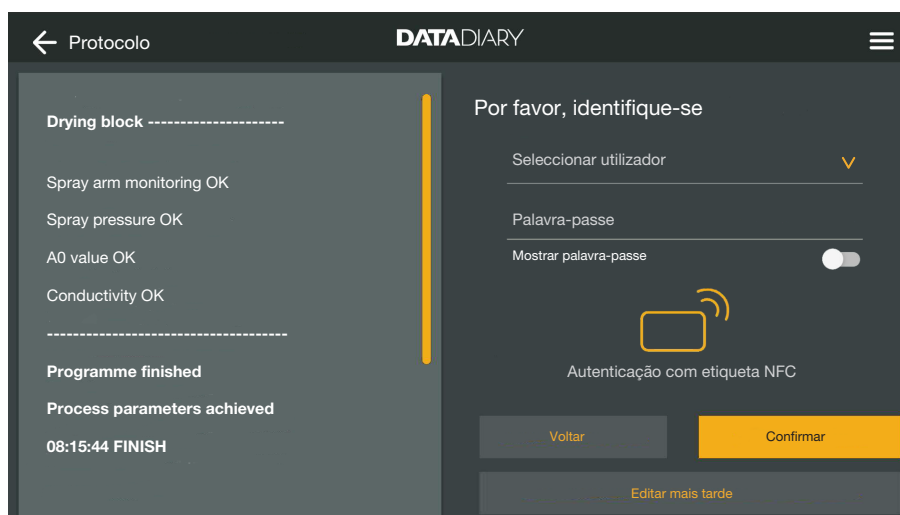 Protocolo
DATADIARY
Drying block ---------------------
Spray arm monitoring OK
Spray pressure OK
A0 value OK
Conductivity OK
-------------------------------------
Programme finished
Process parameters achieved
08:15:44 FINISH
Por favor, identifique-se
Seleccionar utilizador
Palavra-passe
Mostrar palavra-passe
Autenticação com etiqueta NFC
Voltar
Confirmar
Editar mais tarde